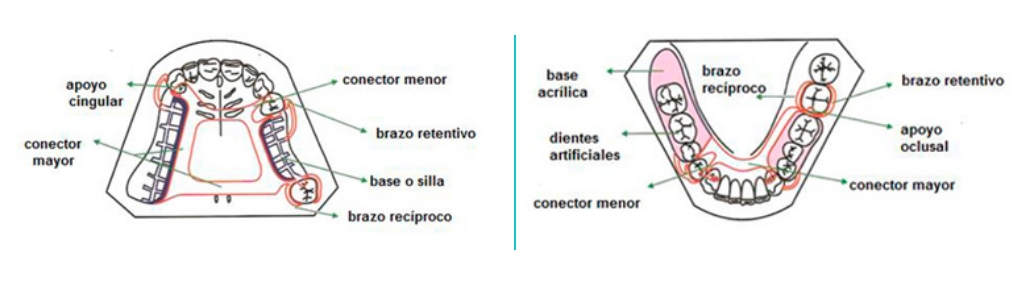 apoyo
cingular
conector
mayor
conector menor
brazo retentivo
base o silla
brazo recíproco
base
acrílica
dientes
artificiales
conector menor
brazo
recíproco
brazo retentivo
apoyo
oclusal
conector mayor